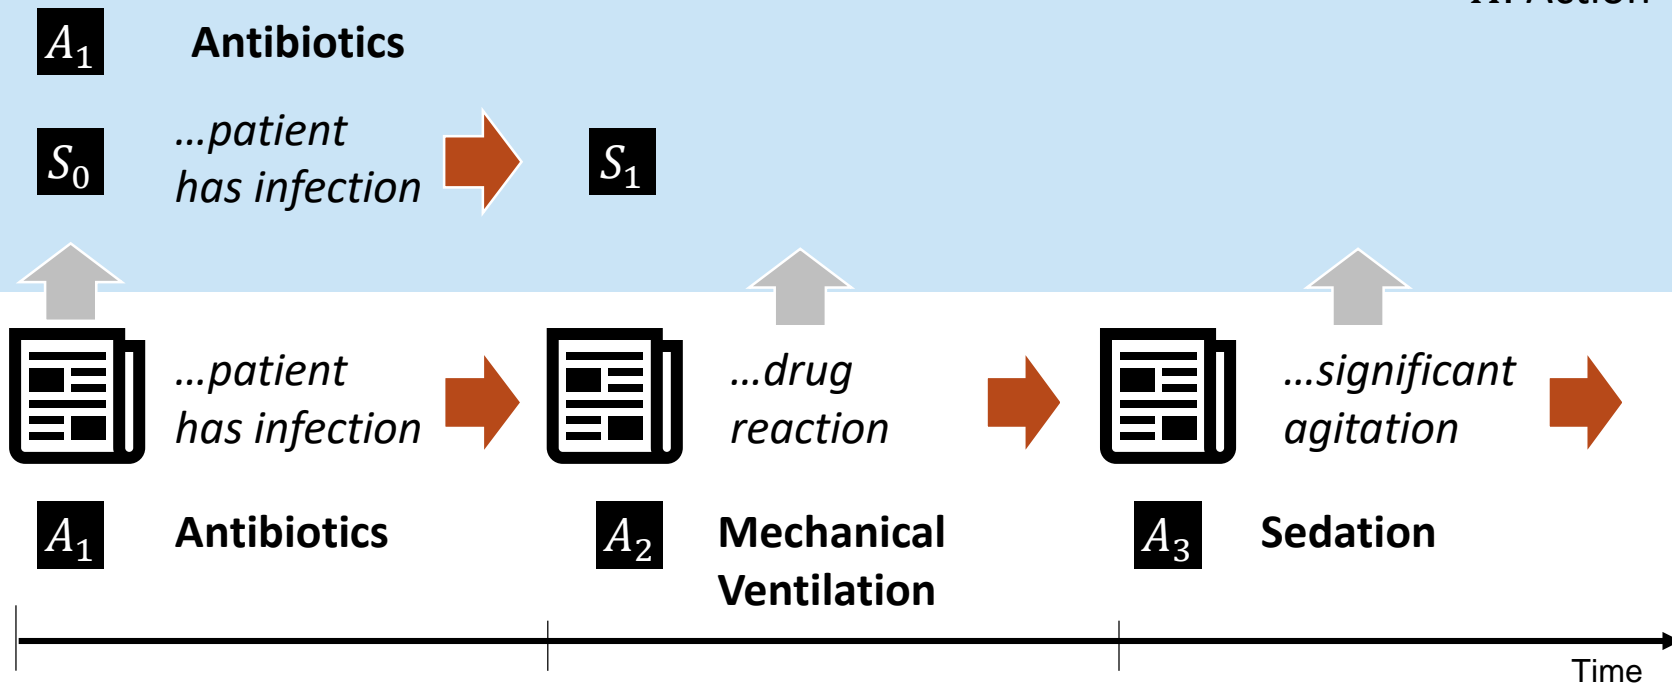 : Action
A₁ Antibiotics
S₀ ...patient
has infection
S₁
...patient
has infection
...drug
reaction
...significant
agitation
A₁ Antibiotics
A₂ Mechanical
Ventilation
A₃ Sedation
Time